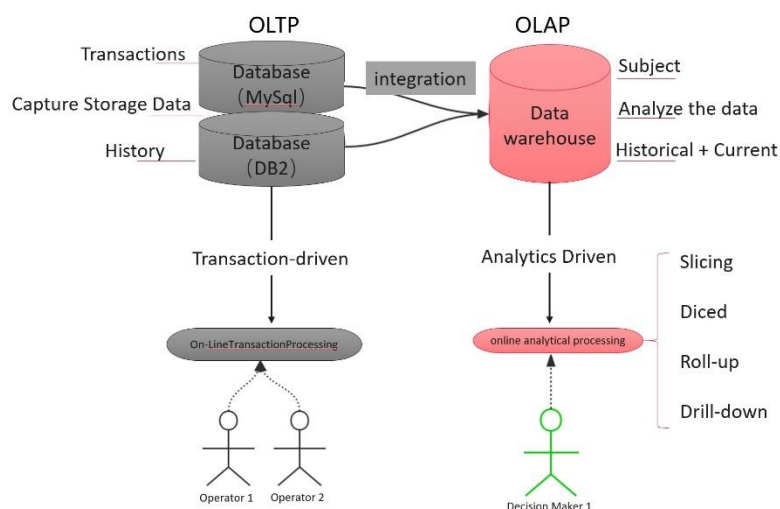 OLTP
OLAP
Transactions
Database
（MySql）
integration
Subject
Capture Storage Data
Data
warehouse
Analyze the data
History
Database
（DB2）
Historical + Current
Transaction-driven
Analytics Driven
Slicing
Diced
On-LineTransactionProcessing
online analytical processing
Roll-up
Drill-down
Operator 1
Operator 2
Decision Maker 1